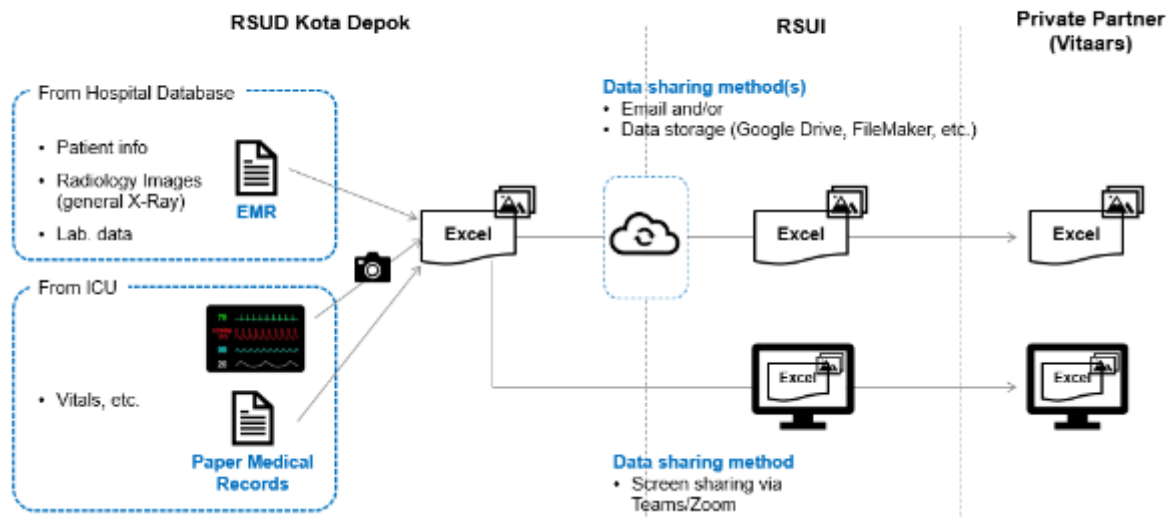 RSUD Kota Depok
RSUI
Private Partner
(Vitaars)
From Hospital Database
• Patient info
• Radiology Images
(general X-Ray)
• Lab. data
EMR
Data sharing method(s)
• Email and/or
• Data storage (Google Drive, FileMaker, etc.)
Excel
Excel
Excel
From ICU
• Vitals, etc.
Paper Medical
Records
Excel
Excel
Data sharing method
• Screen sharing via
Teams/Zoom